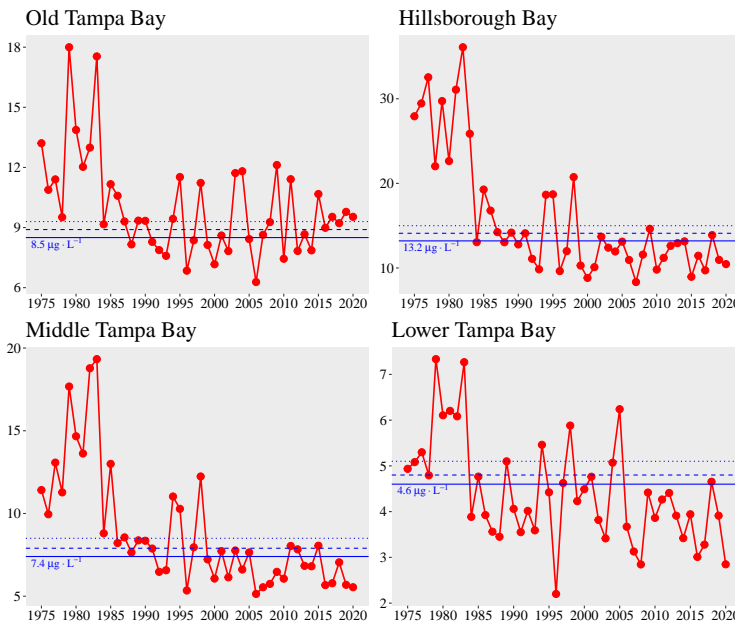 Old Tampa Bay
18
15
12
9
6
8.5 μg · L⁻¹
1975 1980 1985 1990 1995 2000 2005 2010 2015 2020
Hillsborough Bay
30
20
10
13.2 μg · L⁻¹
1975 1980 1985 1990 1995 2000 2005 2010 2015 2020
Middle Tampa Bay
20
15
10
5
7.4 μg · L⁻¹
1975 1980 1985 1990 1995 2000 2005 2010 2015 2020
Lower Tampa Bay
7
6
5
4
3
2
4.6 μg · L⁻¹
1975 1980 1985 1990 1995 2000 2005 2010 2015 2020